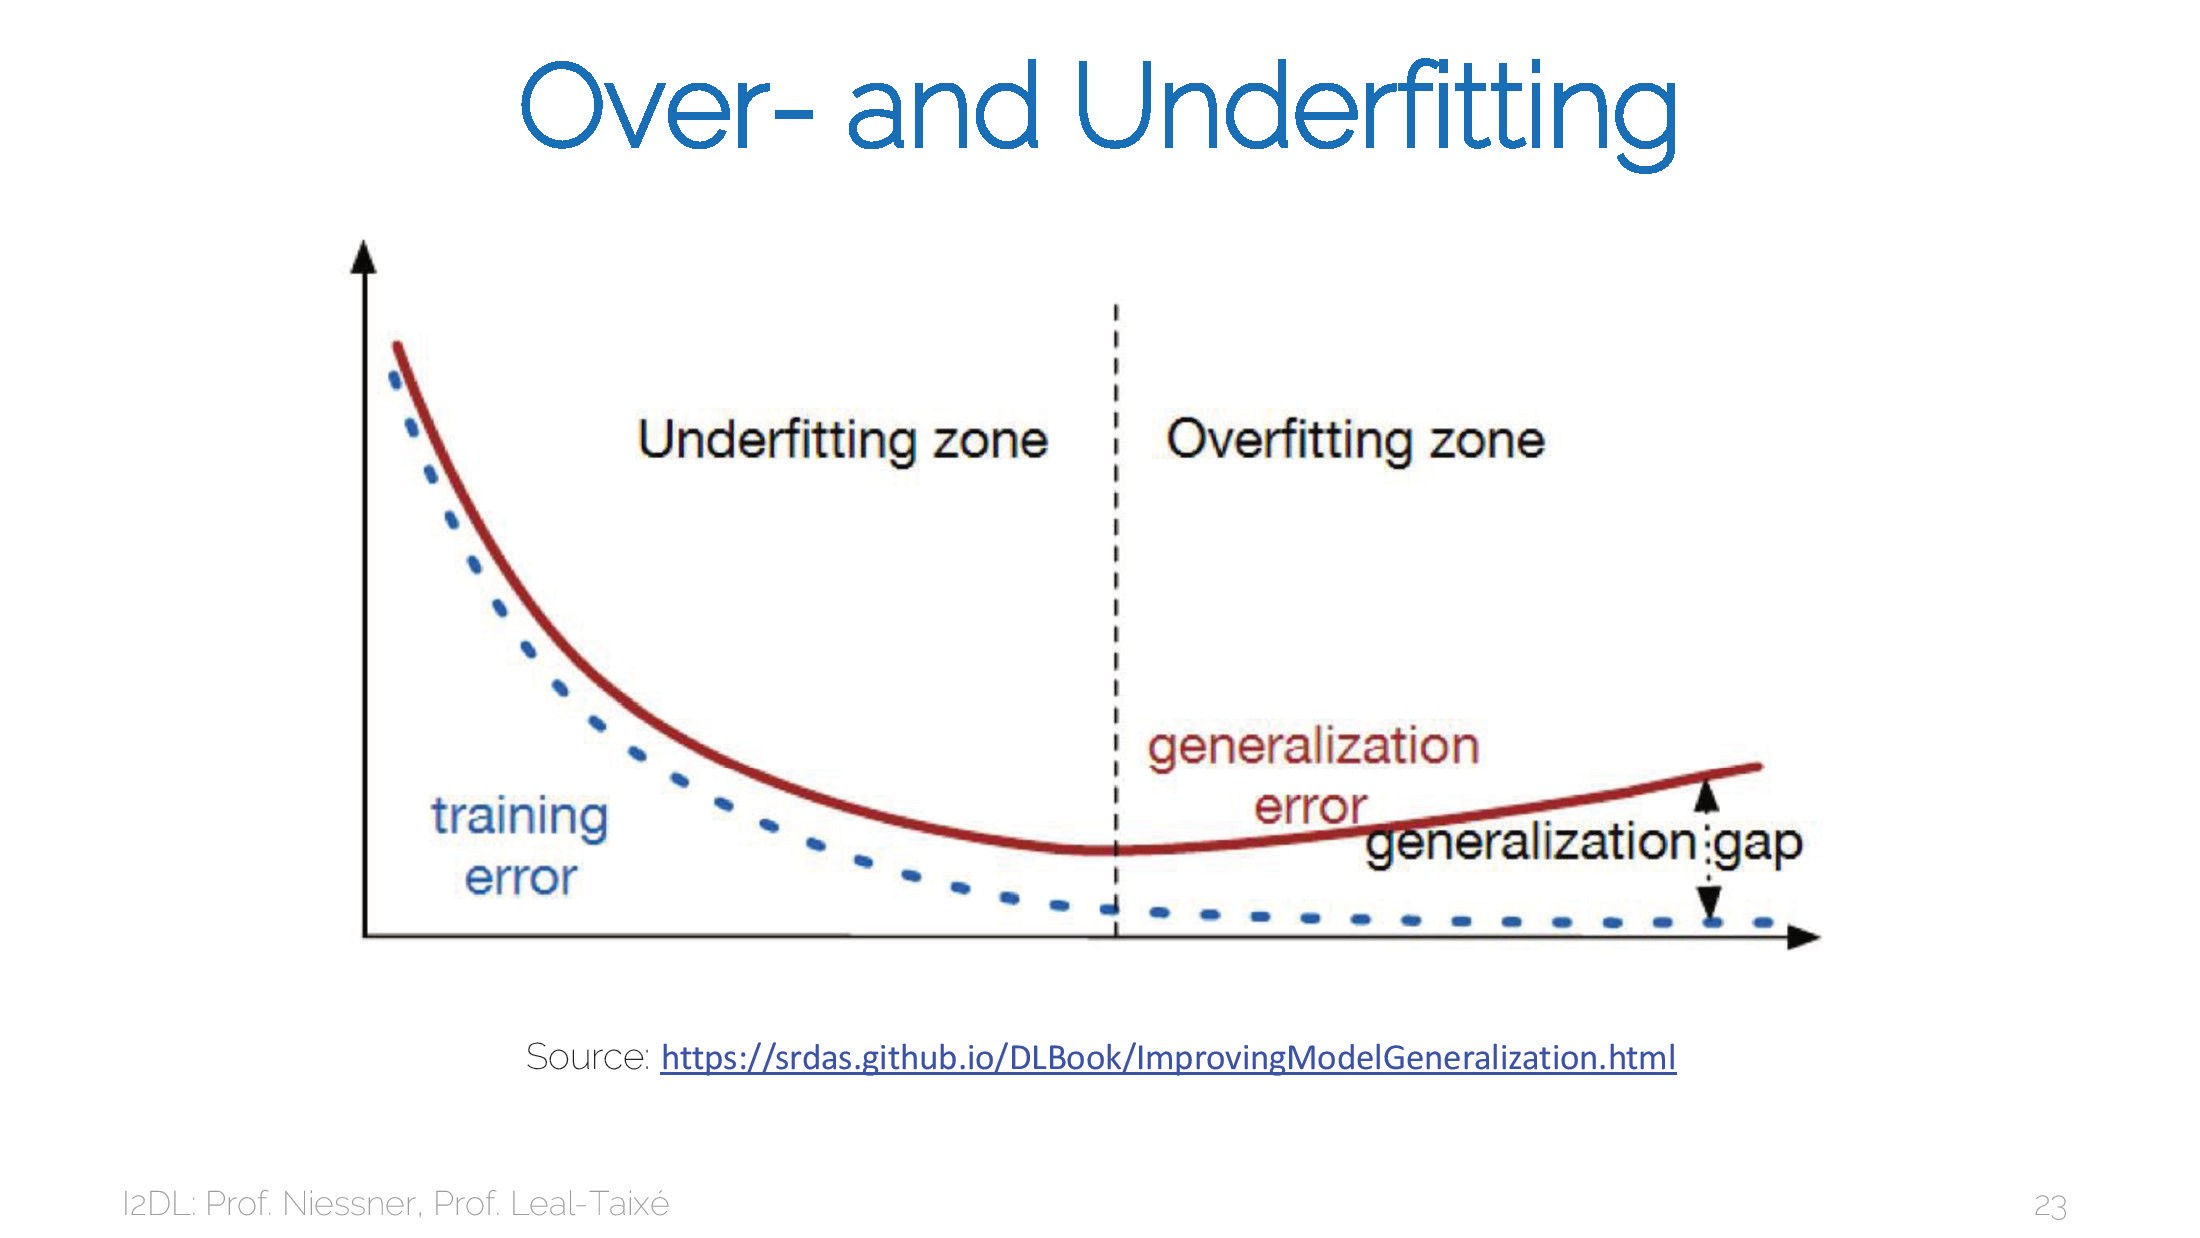 Over- and Underfitting
Underfitting zone
Overfitting zone
generalization
error
generalization gap
training
error
Source: https://srdas.github.io/DLBook/ImprovingModelGeneralization.html
I2DL: Prof. Niessner, Prof. Leal-Taixé
23